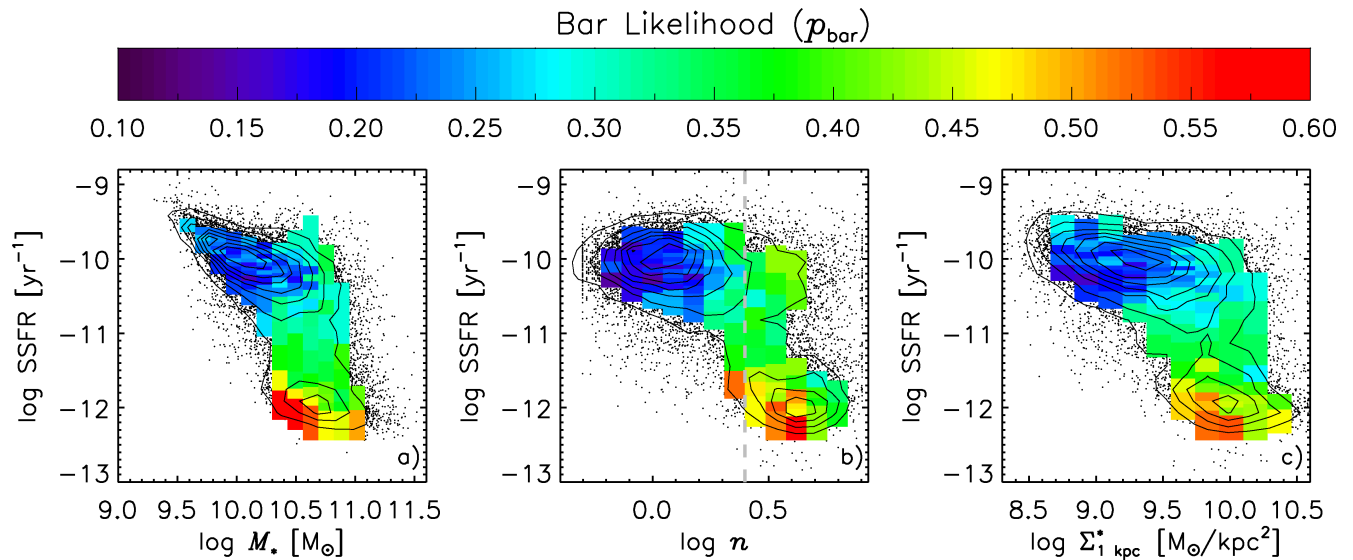 Bar Likelihood (p_bar)
0.10 0.15 0.20 0.25 0.30 0.35 0.40 0.45 0.50 0.55 0.60
log SSFR [yr⁻¹]
−9
−10
−11
−12
−13
a)
9.0 9.5 10.0 10.5 11.0 11.5
log M* [M⊙]
log SSFR [yr⁻¹]
−9
−10
−11
−12
−13
b)
0.0 0.5
log n
log SSFR [yr⁻¹]
−9
−10
−11
−12
−13
c)
8.5 9.0 9.5 10.0 10.5
log Σ*_1 kpc [M⊙/kpc²]